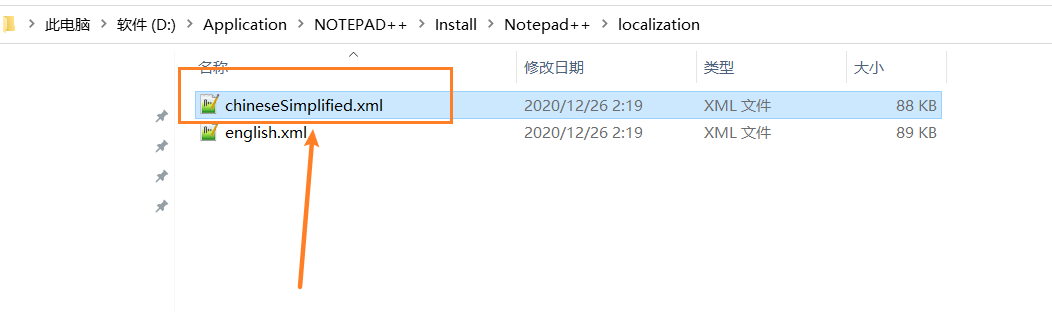 此电脑 > 软件 (D:) > Application > NOTEPAD++ > Install > Notepad++ > localization
名称 修改日期 类型 大小
chineseSimplified.xml 2020/12/26 2:19 XML 文件 88 KB
english.xml 2020/12/26 2:19 XML 文件 89 KB